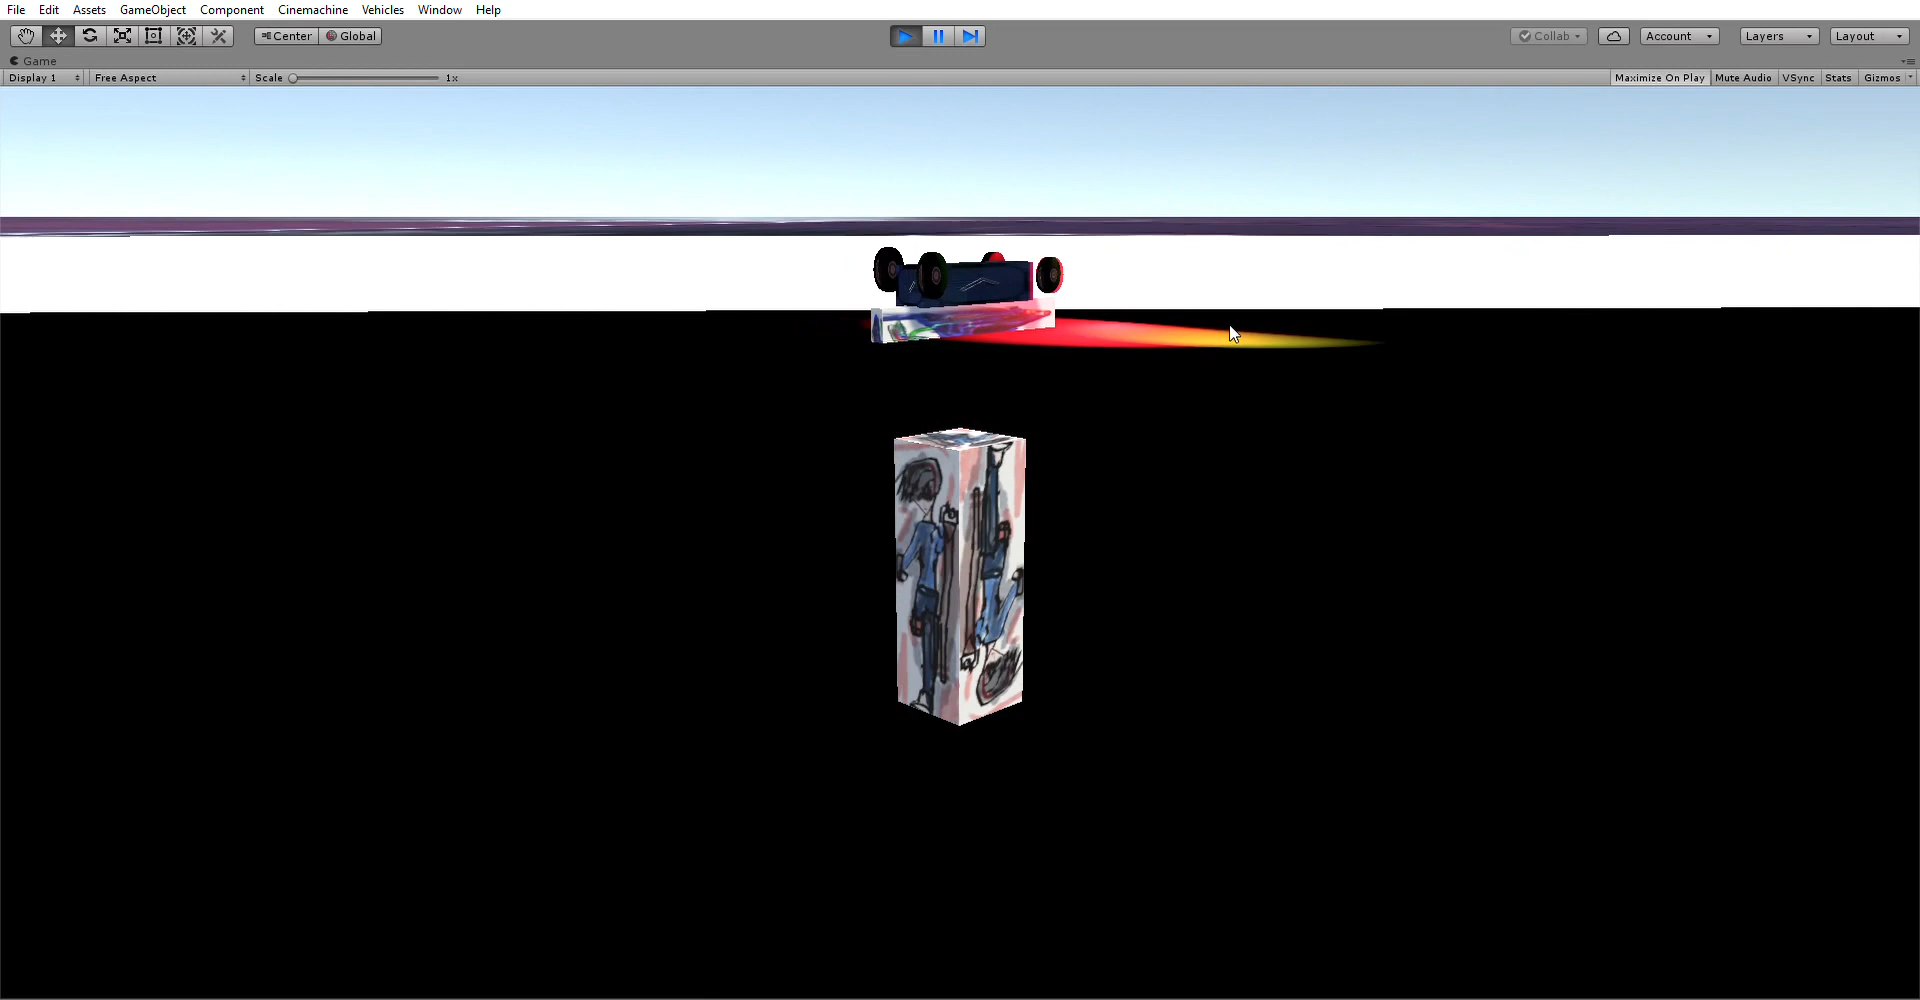 File Edit Assets GameObject Component Cinemachine Vehicles Window Help
Center Global Collab Account Layers Layout
Game
Display 1 Free Aspect Scale 1x Maximize On Play Mute Audio VSync Stats Gizmos